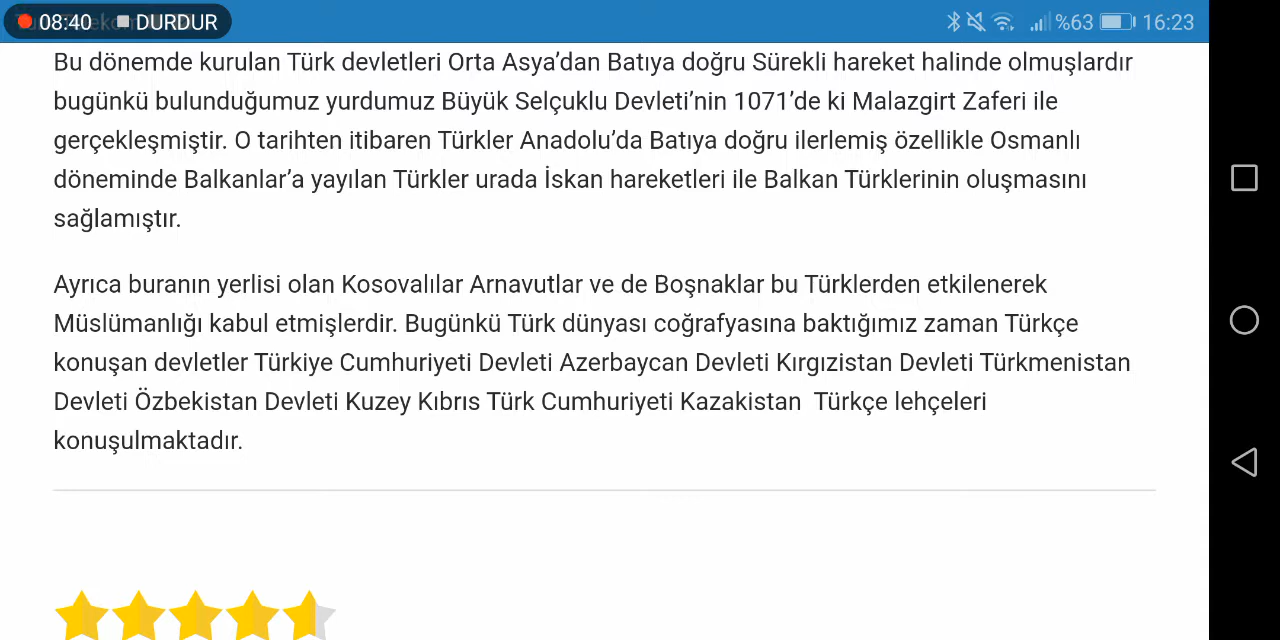 08:40 DURDUR %63 16:23
Bu dönemde kurulan Türk devletleri Orta Asya’dan Batıya doğru Sürekli hareket halinde olmuşlardır
bugünkü bulunduğumuz yurdumuz Büyük Selçuklu Devleti’nin 1071’de ki Malazgirt Zaferi ile
gerçekleşmiştir. O tarihten itibaren Türkler Anadolu’da Batıya doğru ilerlemiş özellikle Osmanlı
döneminde Balkanlar’a yayılan Türkler urada İskan hareketleri ile Balkan Türklerinin oluşmasını
sağlamıştır.
Ayrıca buranın yerlisi olan Kosovalılar Arnavutlar ve de Boşnaklar bu Türklerden etkilenerek
Müslümanlığı kabul etmişlerdir. Bugünkü Türk dünyası coğrafyasına baktığımız zaman Türkçe
konuşan devletler Türkiye Cumhuriyeti Devleti Azerbaycan Devleti Kırgızistan Devleti Türkmenistan
Devleti Özbekistan Devleti Kuzey Kıbrıs Türk Cumhuriyeti Kazakistan  Türkçe lehçeleri
konuşulmaktadır.